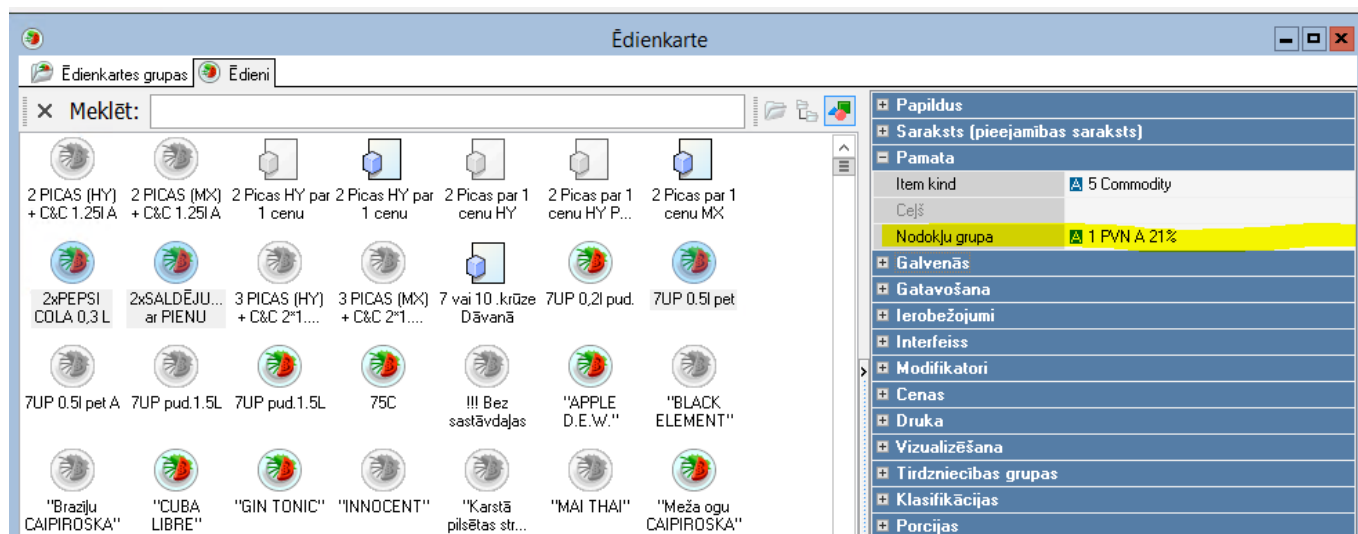 Ēdienkarte
Ēdienkartes grupas Ēdieni
Meklēt:
2 PICAS (HY) + C&C 1.25l A
2 PICAS (MX) + C&C 1.25l A
2 Picas HY par 1 cenu
2 Picas HY par 1 cenu
2 Picas par 1 cenu HY
2 Picas par 1 cenu HY P...
2 Picas par 1 cenu MX
2xPEPSI COLA 0,3 L
2xSALDĒJU... ar PIENU
3 PICAS (HY) + C&C 2*1....
3 PICAS (MX) + C&C 2*1....
7 vai 10 .krūze Dāvanā
7UP 0,2l pud.
7UP 0.5l pet
7UP 0.5l pet A
7UP pud.1.5L
7UP pud.1.5L
75C
!!! Bez sastāvdaļas
"APPLE D.E.W."
"BLACK ELEMENT"
"Braziļu CAIPIROSKA"
"CUBA LIBRE"
"GIN TONIC"
"INNOCENT"
"Karstā pilsētas str...
"MAI THAI"
"Meža ogu CAIPIROSKA"
Papildus
Saraksts (pieejamības saraksts)
Pamata
Item kind A 5 Commodity
Ceļš
Nodokļu grupa A 1 PVN A 21%
Galvenās
Gatavošana
Ierobežojumi
Interfeiss
Modifikatori
Cenas
Druka
Vizualizēšana
Tirdzniecības grupas
Klasifikācijas
Porcijas